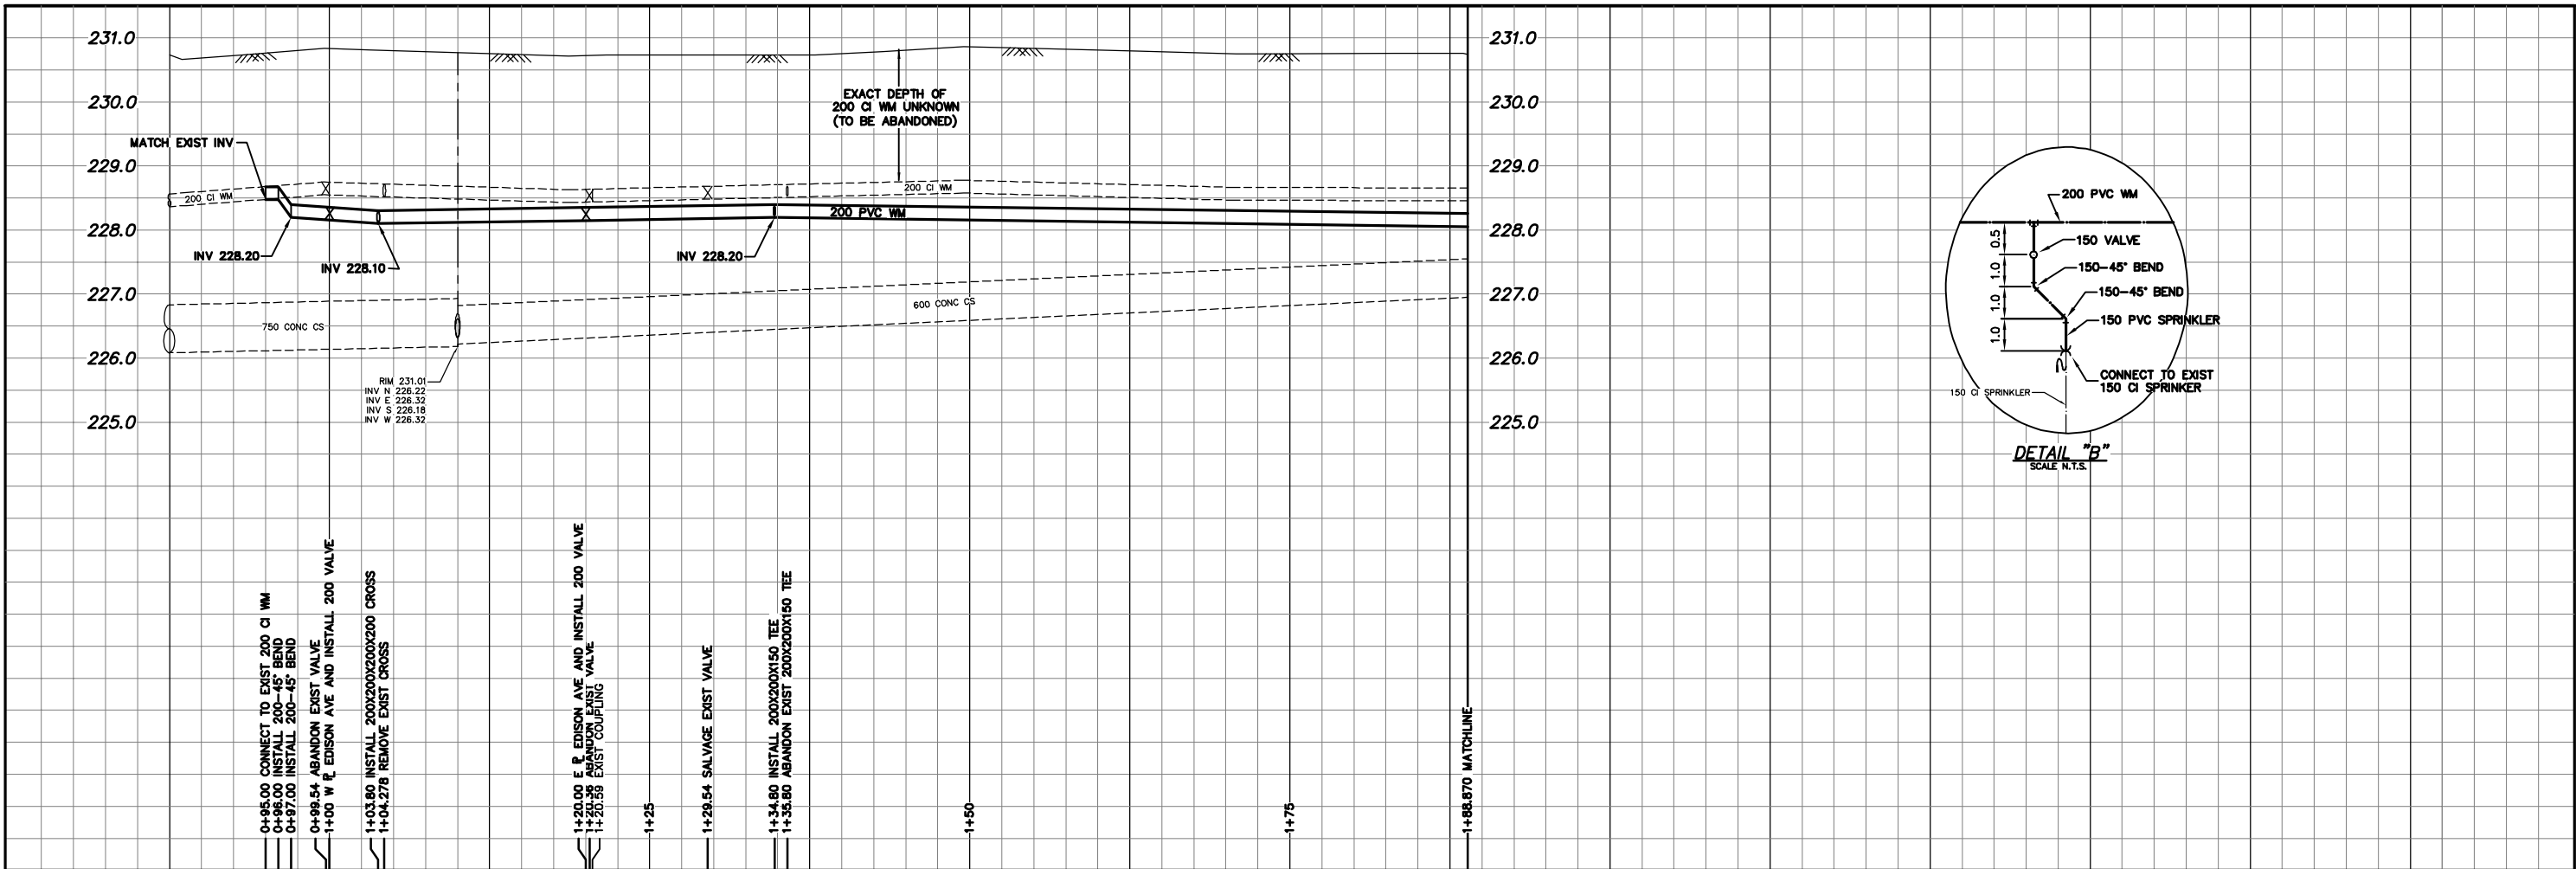 231.0
230.0
229.0
228.0
227.0
226.0
225.0
MATCH EXIST INV
200 CI WM
INV 228.20
INV 228.10
750 CONC CS
RIM 231.01
INV N 226.22
INV E 226.32
INV S 226.18
INV W 226.32
EXACT DEPTH OF
200 CI WM UNKNOWN
(TO BE ABANDONED)
200 CI WM
200 PVC WM
INV 228.20
600 CONC CS
231.0
230.0
229.0
228.0
227.0
226.0
225.0
0+95.00 CONNECT TO EXIST 200 CI WM
0+96.00 INSTALL 200-45° BEND
0+97.00 INSTALL 200-45° BEND
0+99.54 ABANDON EXIST VALVE
1+00 W PL EDISON AVE AND INSTALL 200 VALVE
1+03.80 INSTALL 200X200X200X200 CROSS
1+04.278 REMOVE EXIST CROSS
1+20.00 E PL EDISON AVE AND INSTALL 200 VALVE
1+20.36 ABANDON EXIST VALVE
1+20.59 EXIST COUPLING
1+25
1+29.54 SALVAGE EXIST VALVE
1+34.80 INSTALL 200X200X150 TEE
1+35.80 ABANDON EXIST 200X200X150 TEE
1+50
1+75
1+88.870 MATCHLINE
200 PVC WM
0.5
150 VALVE
1.0
150-45° BEND
1.0
150-45° BEND
1.0
150 PVC SPRINKLER
CONNECT TO EXIST
150 CI SPRINKER
150 CI SPRINKLER
DETAIL "B"
SCALE N.T.S.